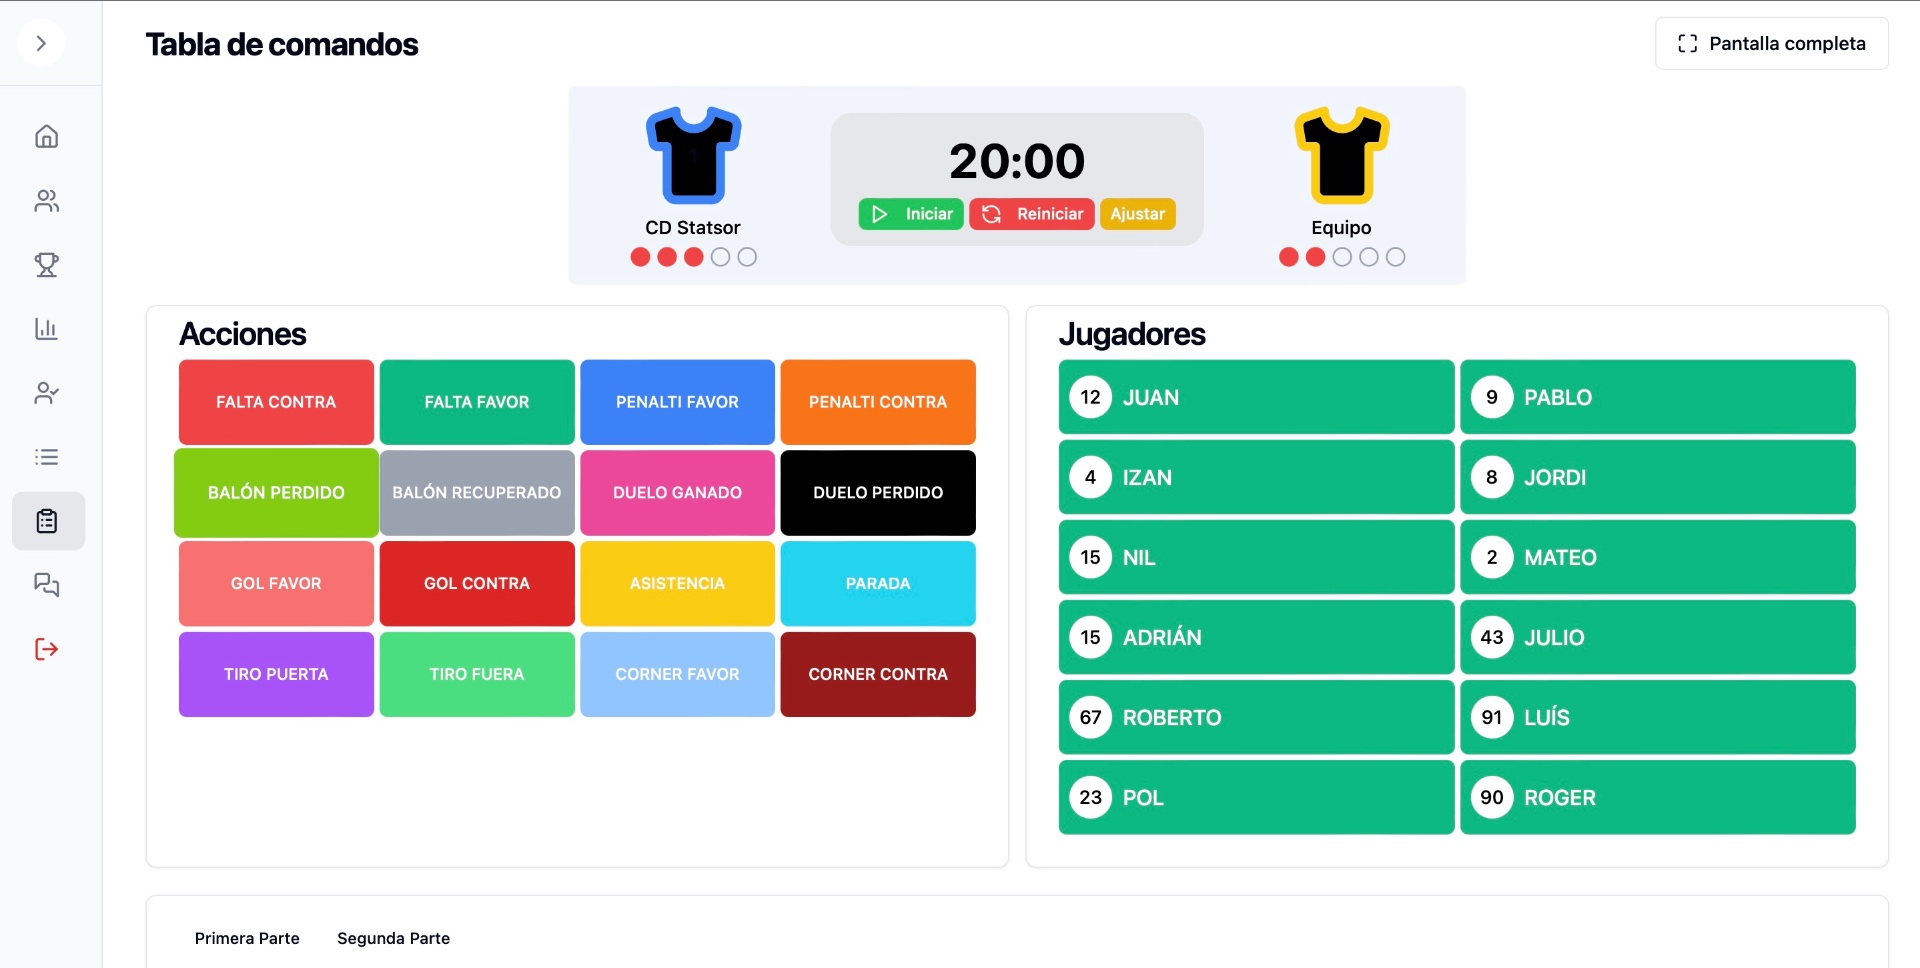 Tabla de comandos
Pantalla completa
20:00
Iniciar
Reiniciar
Ajustar
CD Statsor
Equipo
Acciones
FALTA CONTRA
FALTA FAVOR
PENALTI FAVOR
PENALTI CONTRA
BALÓN PERDIDO
BALÓN RECUPERADO
DUELO GANADO
DUELO PERDIDO
GOL FAVOR
GOL CONTRA
ASISTENCIA
PARADA
TIRO PUERTA
TIRO FUERA
CORNER FAVOR
CORNER CONTRA
Jugadores
12 JUAN
9 PABLO
4 IZAN
8 JORDI
15 NIL
2 MATEO
15 ADRIÁN
43 JULIO
67 ROBERTO
91 LUÍS
23 POL
90 ROGER
Primera Parte
Segunda Parte